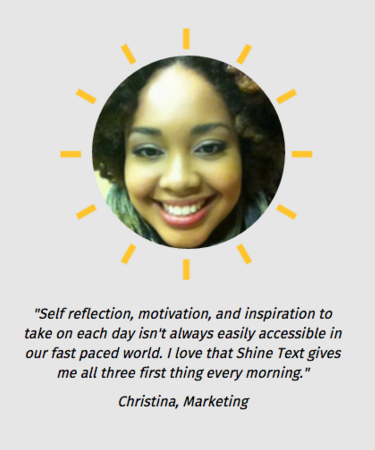 "Self reflection, motivation, and inspiration to
take on each day isn't always easily accessible in
our fast paced world. I love that Shine Text gives
me all three first thing every morning."
Christina, Marketing